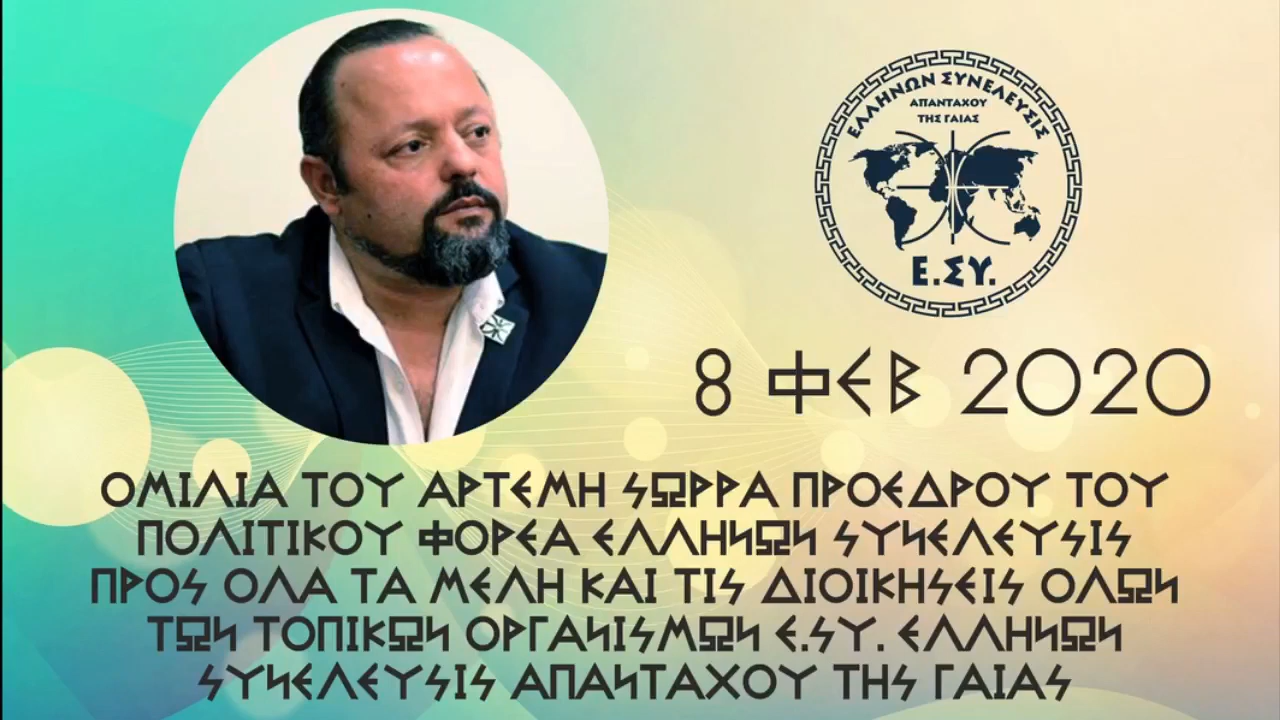 ΕΛΛΗΝΩΝ ΣΥΝΕΛΕΥΣΙΣ
ΑΠΑΝΤΑΧΟΥ
ΤΗΣ ΓΑΙΑΣ
Ε.ΣΥ.
8 ΦΕΒ 2020
ΟΜΙΛΙΑ ΤΟΥ ΑΡΤΕΜΗ ΣΩΡΡΑ ΠΡΟΕΔΡΟΥ ΤΟΥ
ΠΟΛΙΤΙΚΟΥ ΦΟΡΕΑ ΕΛΛΗΝΩΝ ΣΥΝΕΛΕΥΣΙΣ
ΠΡΟΣ ΟΛΑ ΤΑ ΜΕΛΗ ΚΑΙ ΤΙΣ ΔΙΟΙΚΗΣΕΙΣ ΟΛΩΝ
ΤΩΝ ΤΟΠΙΚΩΝ ΟΡΓΑΝΙΣΜΩΝ Ε.ΣΥ. ΕΛΛΗΝΩΝ
ΣΥΝΕΛΕΥΣΙΣ ΑΠΑΝΤΑΧΟΥ ΤΗΣ ΓΑΙΑΣ